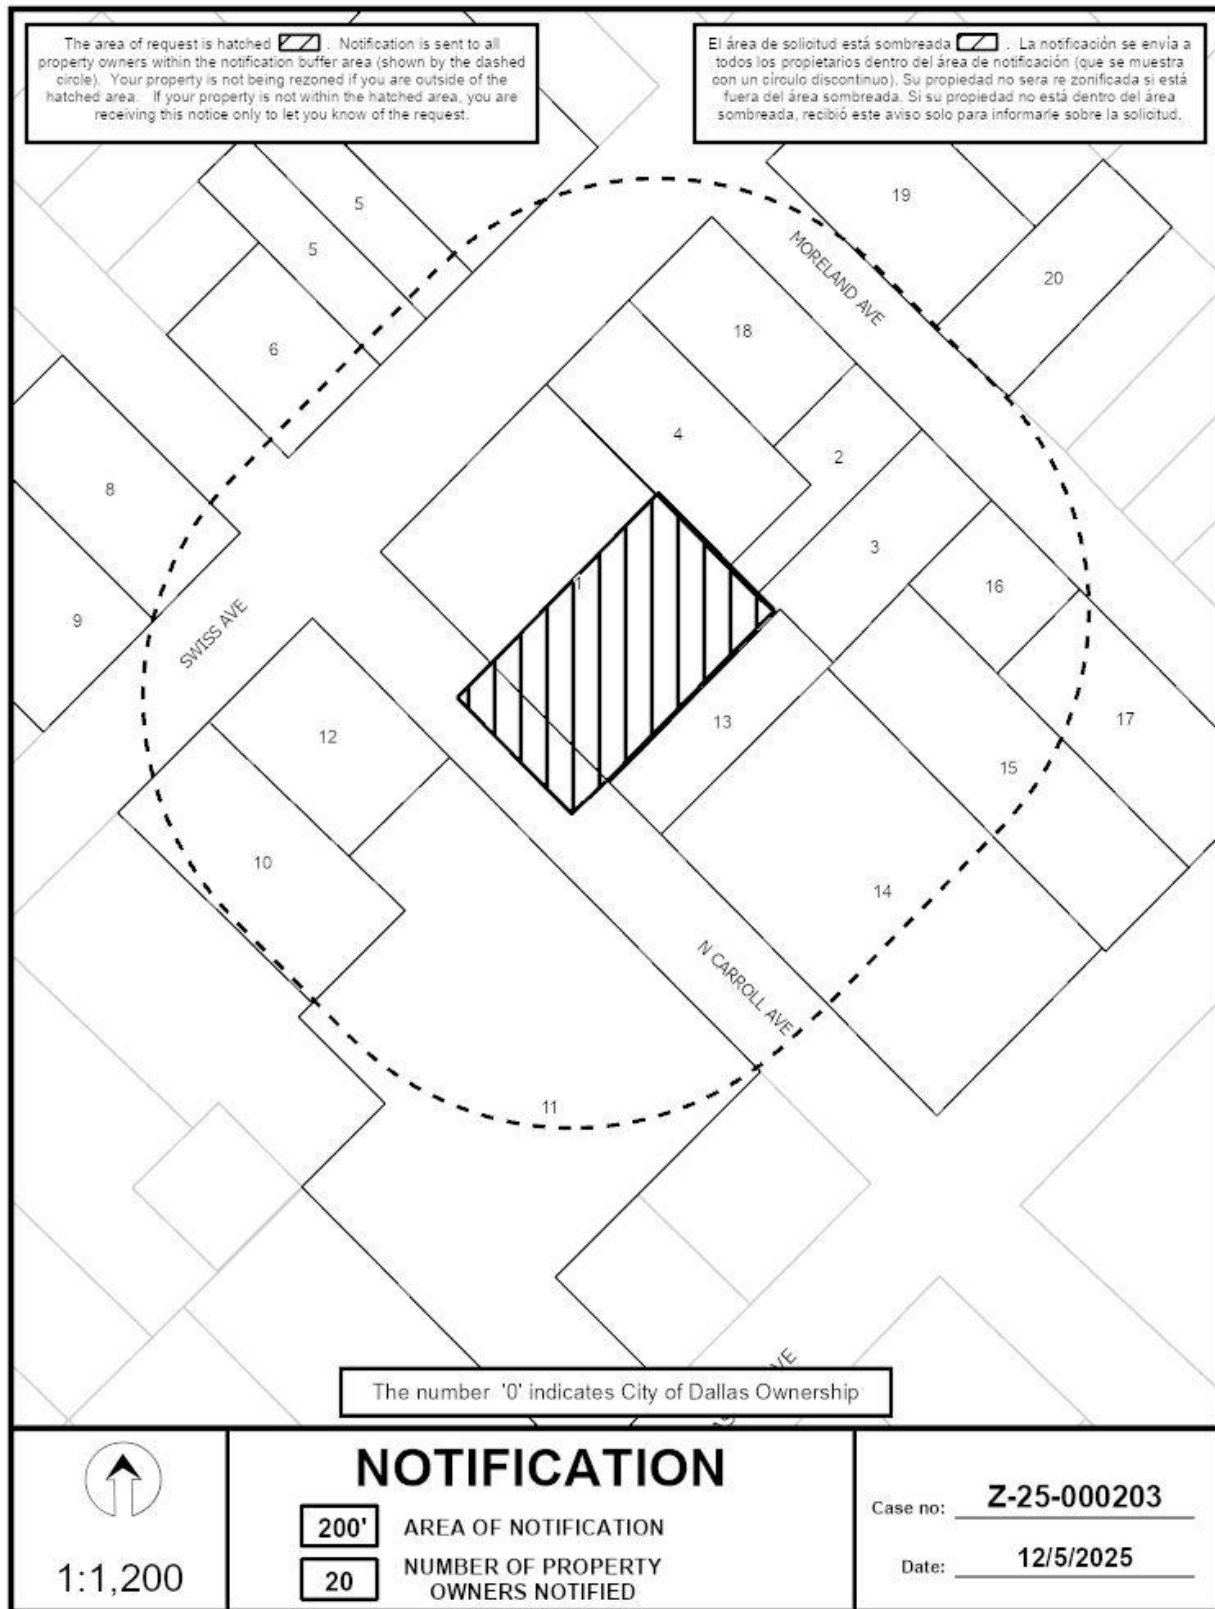 The area of request is hatched . Notification is sent to all
property owners within the notification buffer area (shown by the dashed
circle). Your property is not being rezoned if you are outside of the
hatched area. If your property is not within the hatched area, you are
receiving this notice only to let you know of the request.
El área de solicitud está sombreada . La notificación se envía a
todos los propietarios dentro del área de notificación (que se muestra
con un círculo discontinuo). Su propiedad no sera re zonificada si está
fuera del área sombreada. Si su propiedad no está dentro del área
sombreada, recibió este aviso solo para informarle sobre la solicitud.
19
5
5
MORELAND AVE
20
18
6
4
2
8
3
1
16
9
SWISS AVE
13
17
12
15
10
14
N CARROLL AVE
11
The number '0' indicates City of Dallas Ownership
1:1,200
NOTIFICATION
200' AREA OF NOTIFICATION
20 NUMBER OF PROPERTY
OWNERS NOTIFIED
Case no: Z-25-000203
Date: 12/5/2025